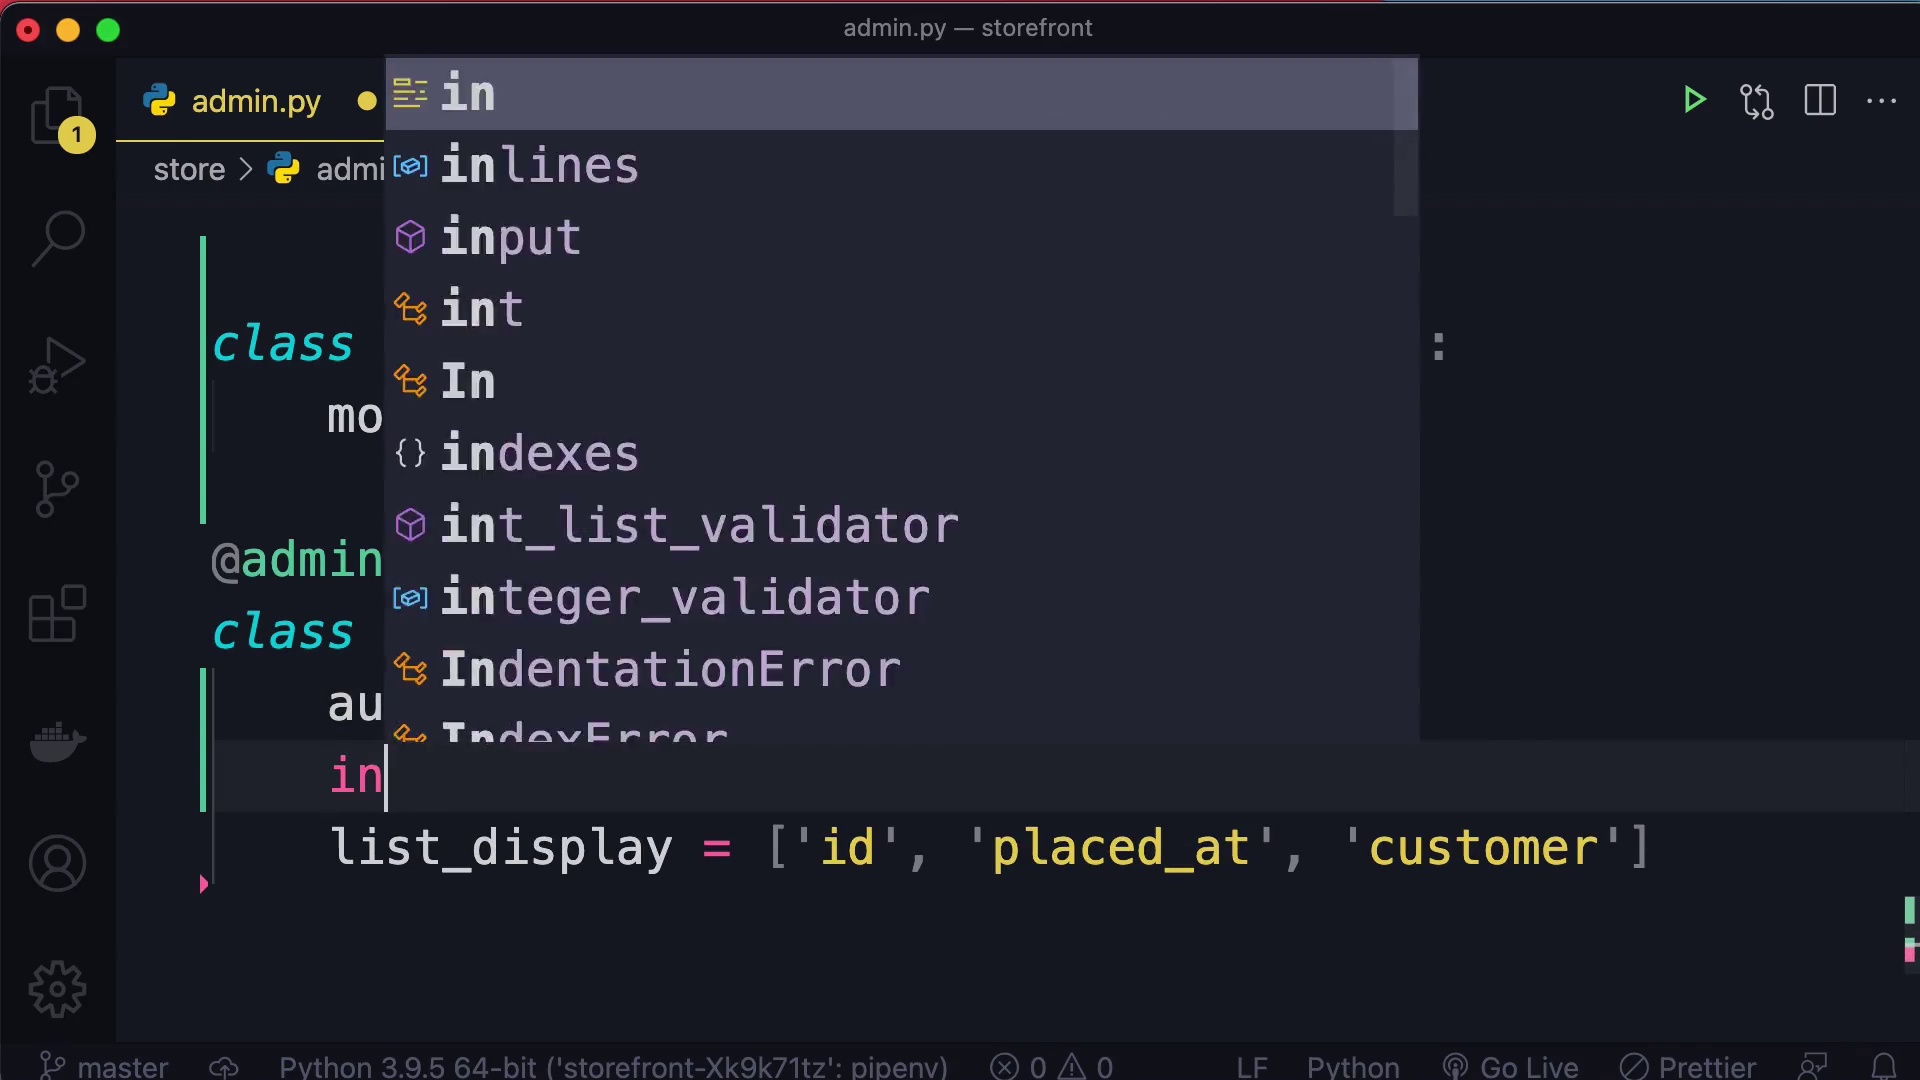 admin.py — storefront
admin.py
1
store > admi
in
inlines
input
int
In
indexes
int_list_validator
integer_validator
IndentationError
IndexError
class
:
mo
@admin
class
au
in
list_display = ['id', 'placed_at', 'customer']
master Python 3.9.5 64-bit ('storefront-Xk9k71tz': pipenv) 0 0 LF Python Go Live Prettier